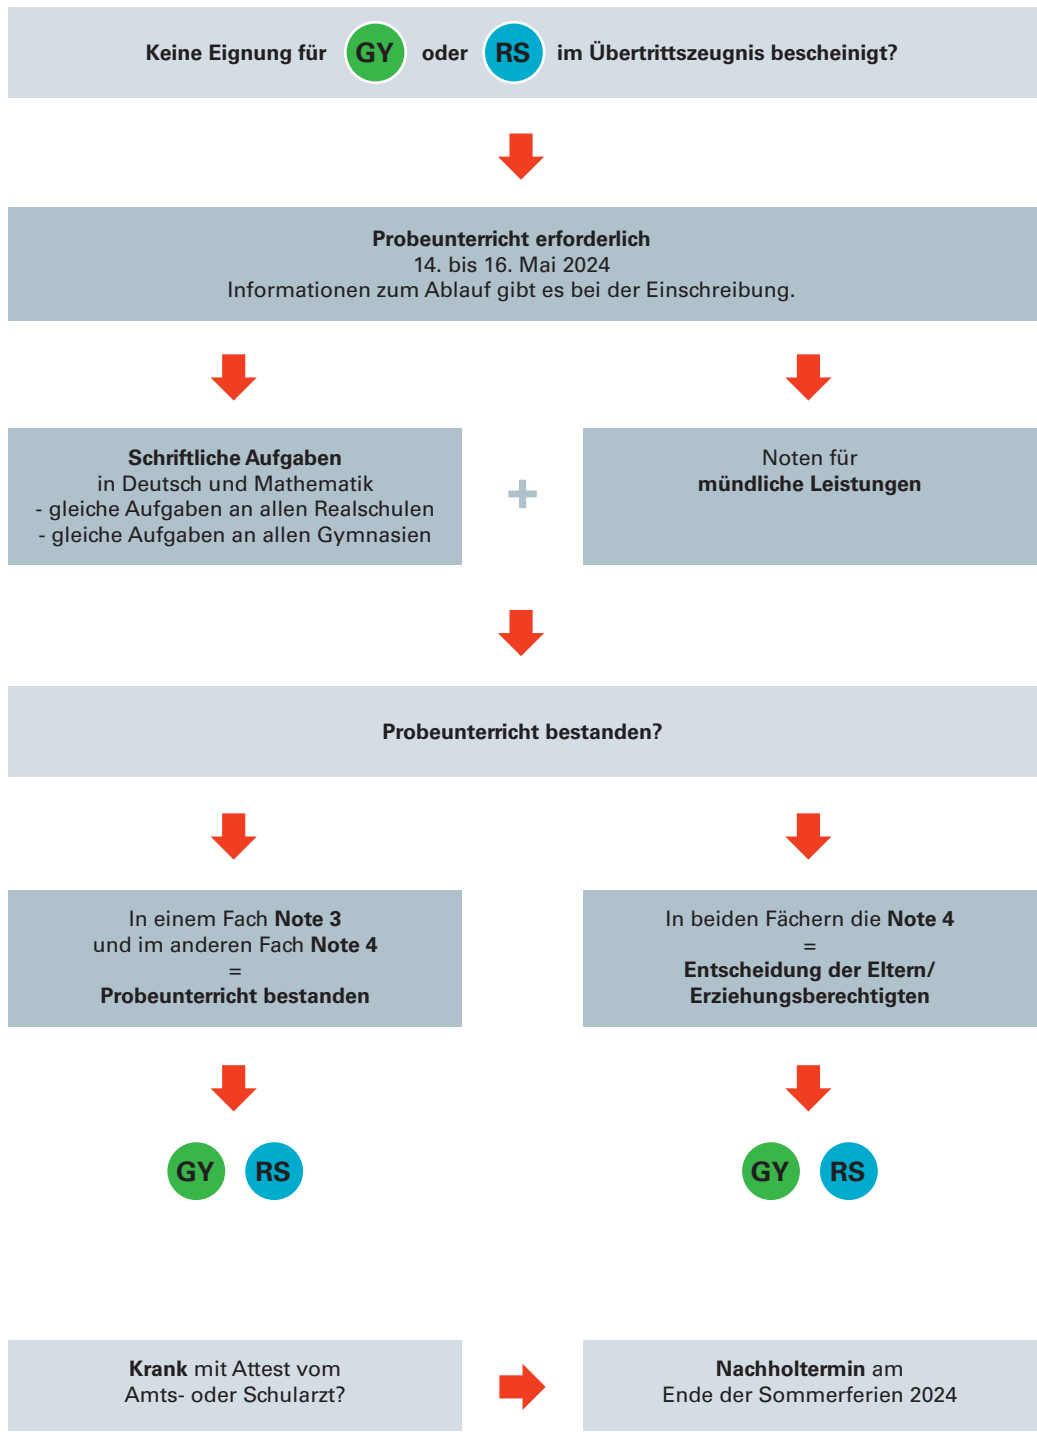 Keine Eignung für GY oder RS im Übertrittszeugnis bescheinigt?
Probeunterricht erforderlich
14. bis 16. Mai 2024
Informationen zum Ablauf gibt es bei der Einschreibung.
Schriftliche Aufgaben
in Deutsch und Mathematik
- gleiche Aufgaben an allen Realschulen
- gleiche Aufgaben an allen Gymnasien
+
Noten für
mündliche Leistungen
Probeunterricht bestanden?
In einem Fach Note 3
und im anderen Fach Note 4
=
Probeunterricht bestanden
In beiden Fächern die Note 4
=
Entscheidung der Eltern/
Erziehungsberechtigten
GY RS
GY RS
Krank mit Attest vom
Amts- oder Schularzt?
Nachholtermin am
Ende der Sommerferien 2024